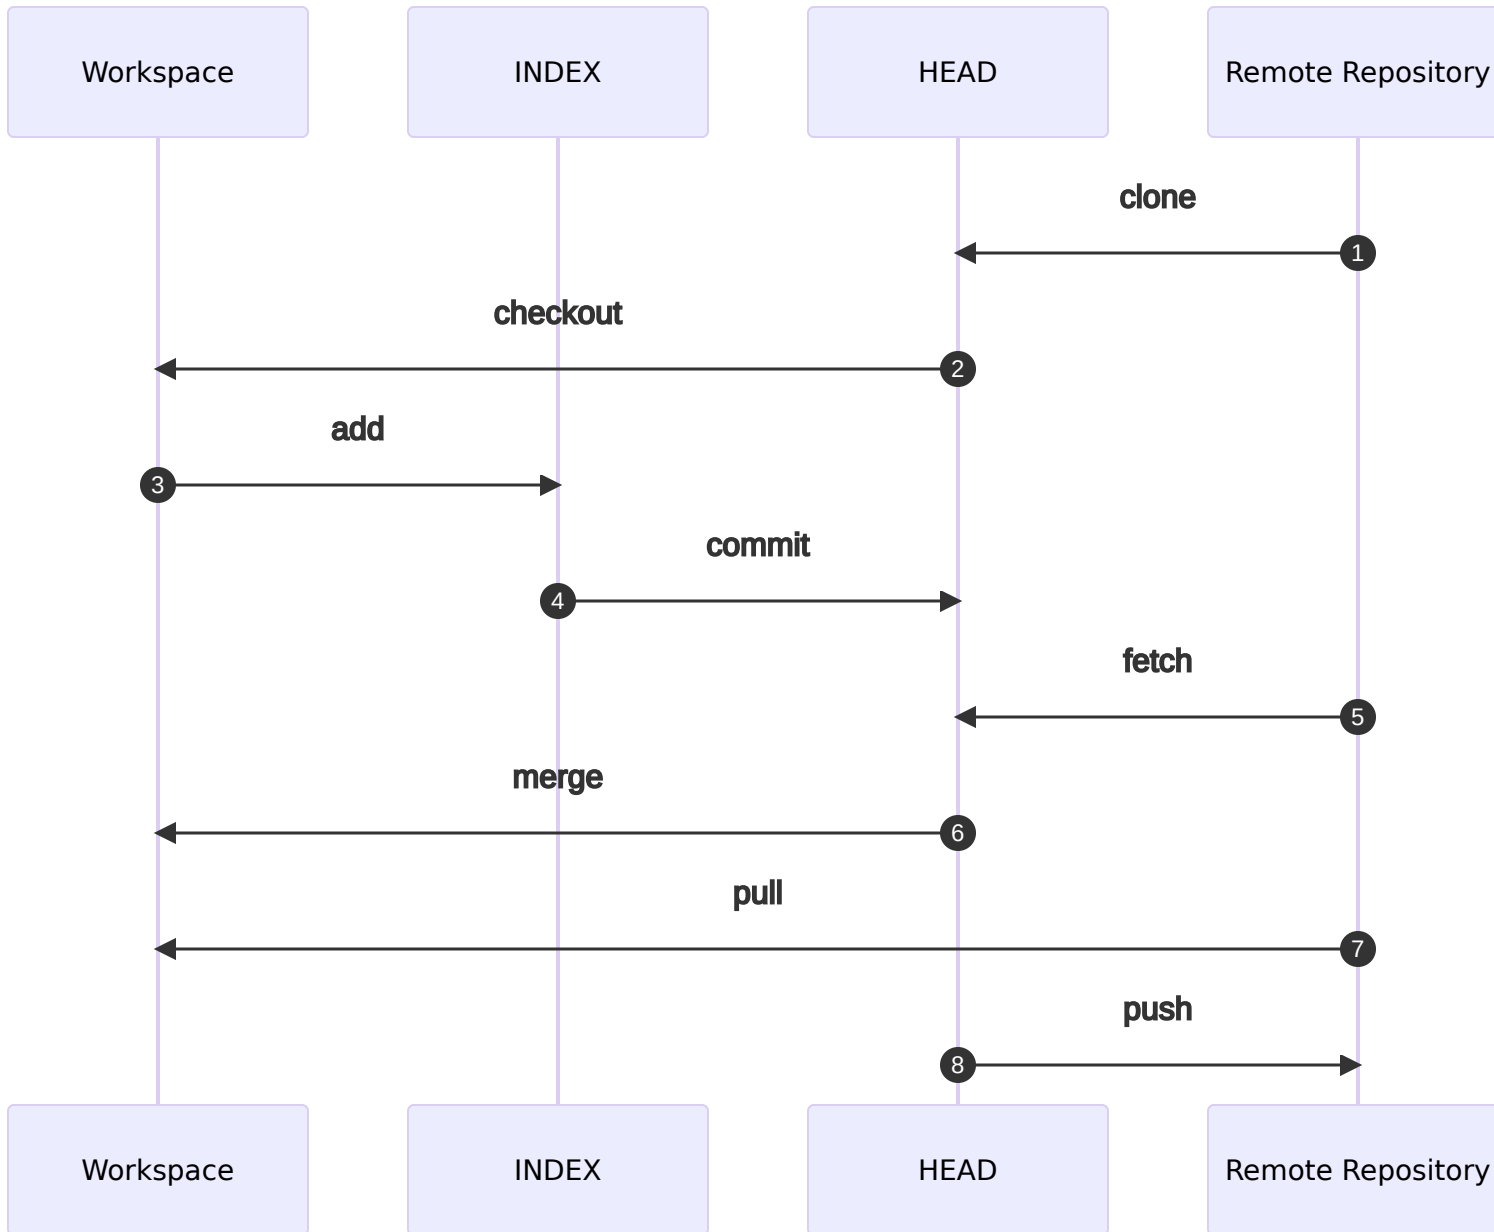 Workspace
INDEX
HEAD
Remote Repository
clone
1
checkout
2
add
3
commit
4
fetch
5
merge
6
pull
7
push
8
Workspace
INDEX
HEAD
Remote Repository